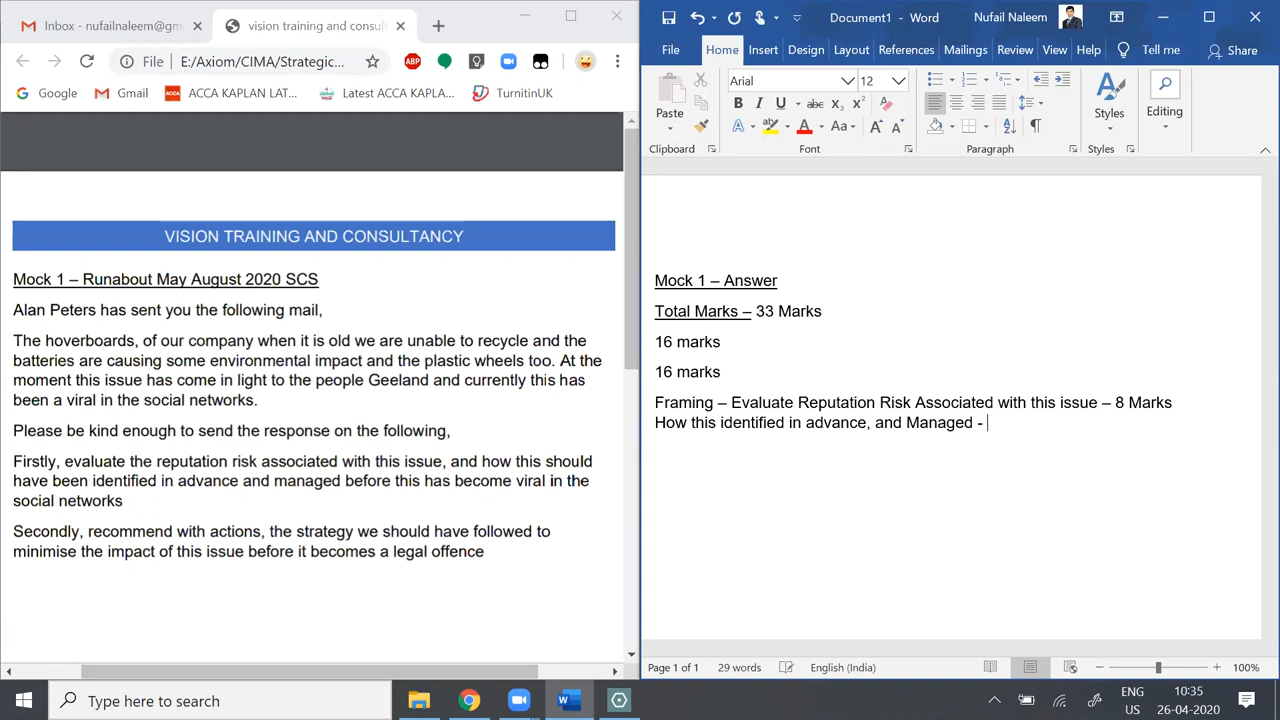 Inbox - nufailnaleem@gm
vision training and consult
File
E:/Axiom/CIMA/Strategic...
ABP
Google
Gmail
ACCA
ACCA KAPLAN LAT...
Latest ACCA KAPLA...
TurnitinUK
VISION TRAINING AND CONSULTANCY
Mock 1 – Runabout May August 2020 SCS
Alan Peters has sent you the following mail,
The hoverboards, of our company when it is old we are unable to recycle and the
batteries are causing some environmental impact and the plastic wheels too. At the
moment this issue has come in light to the people Geeland and currently this has
been a viral in the social networks.
Please be kind enough to send the response on the following,
Firstly, evaluate the reputation risk associated with this issue, and how this should
have been identified in advance and managed before this has become viral in the
social networks
Secondly, recommend with actions, the strategy we should have followed to
minimise the impact of this issue before it becomes a legal offence
Document1 - Word
Nufail Naleem
File
Home
Insert
Design
Layout
References
Mailings
Review
View
Help
Tell me
Share
Paste
Clipboard
Arial
12
B I U abc X₂ X²
A A Aa A A
Font
Paragraph
Styles
Styles
Editing
Mock 1 – Answer
Total Marks – 33 Marks
16 marks
16 marks
Framing – Evaluate Reputation Risk Associated with this issue – 8 Marks
How this identified in advance, and Managed -
Page 1 of 1
29 words
English (India)
100%
Type here to search
ENG
US
10:35
26-04-2020